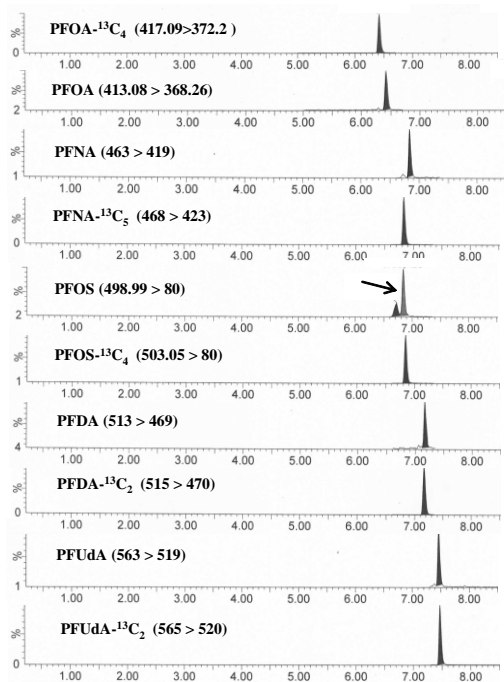 PFOA-¹³C₄ (417.09>372.2 )
%
0
1.00 2.00 3.00 4.00 5.00 6.00 7.00 8.00
PFOA (413.08 > 368.26)
%
2
1.00 2.00 3.00 4.00 5.00 6.00 7.00 8.00
PFNA (463 > 419)
%
1
1.00 2.00 3.00 4.00 5.00 6.00 7.00 8.00
PFNA-¹³C₅ (468 > 423)
%
0
1.00 2.00 3.00 4.00 5.00
PFOS (498.99 > 80)
%
2
1.00 2.00 3.00 4.00 5.00 6.00 7.00 8.00
PFOS-¹³C₄ (503.05 > 80)
%
1
1.00 2.00 3.00 4.00 5.00 6.00 7.00 8.00
PFDA (513 > 469)
%
4
1.00 2.00 3.00 4.00 5.00 6.00 7.00 8.00
PFDA-¹³C₂ (515 > 470)
%
0
1.00 2.00 3.00 4.00 5.00 6.00 7.00 8.00
PFUdA (563 > 519)
%
1
1.00 2.00 3.00 4.00 5.00 6.00 7.00 8.00
PFUdA-¹³C₂ (565 > 520)
%
0
1.00 2.00 3.00 4.00 5.00 6.00 7.00 8.00